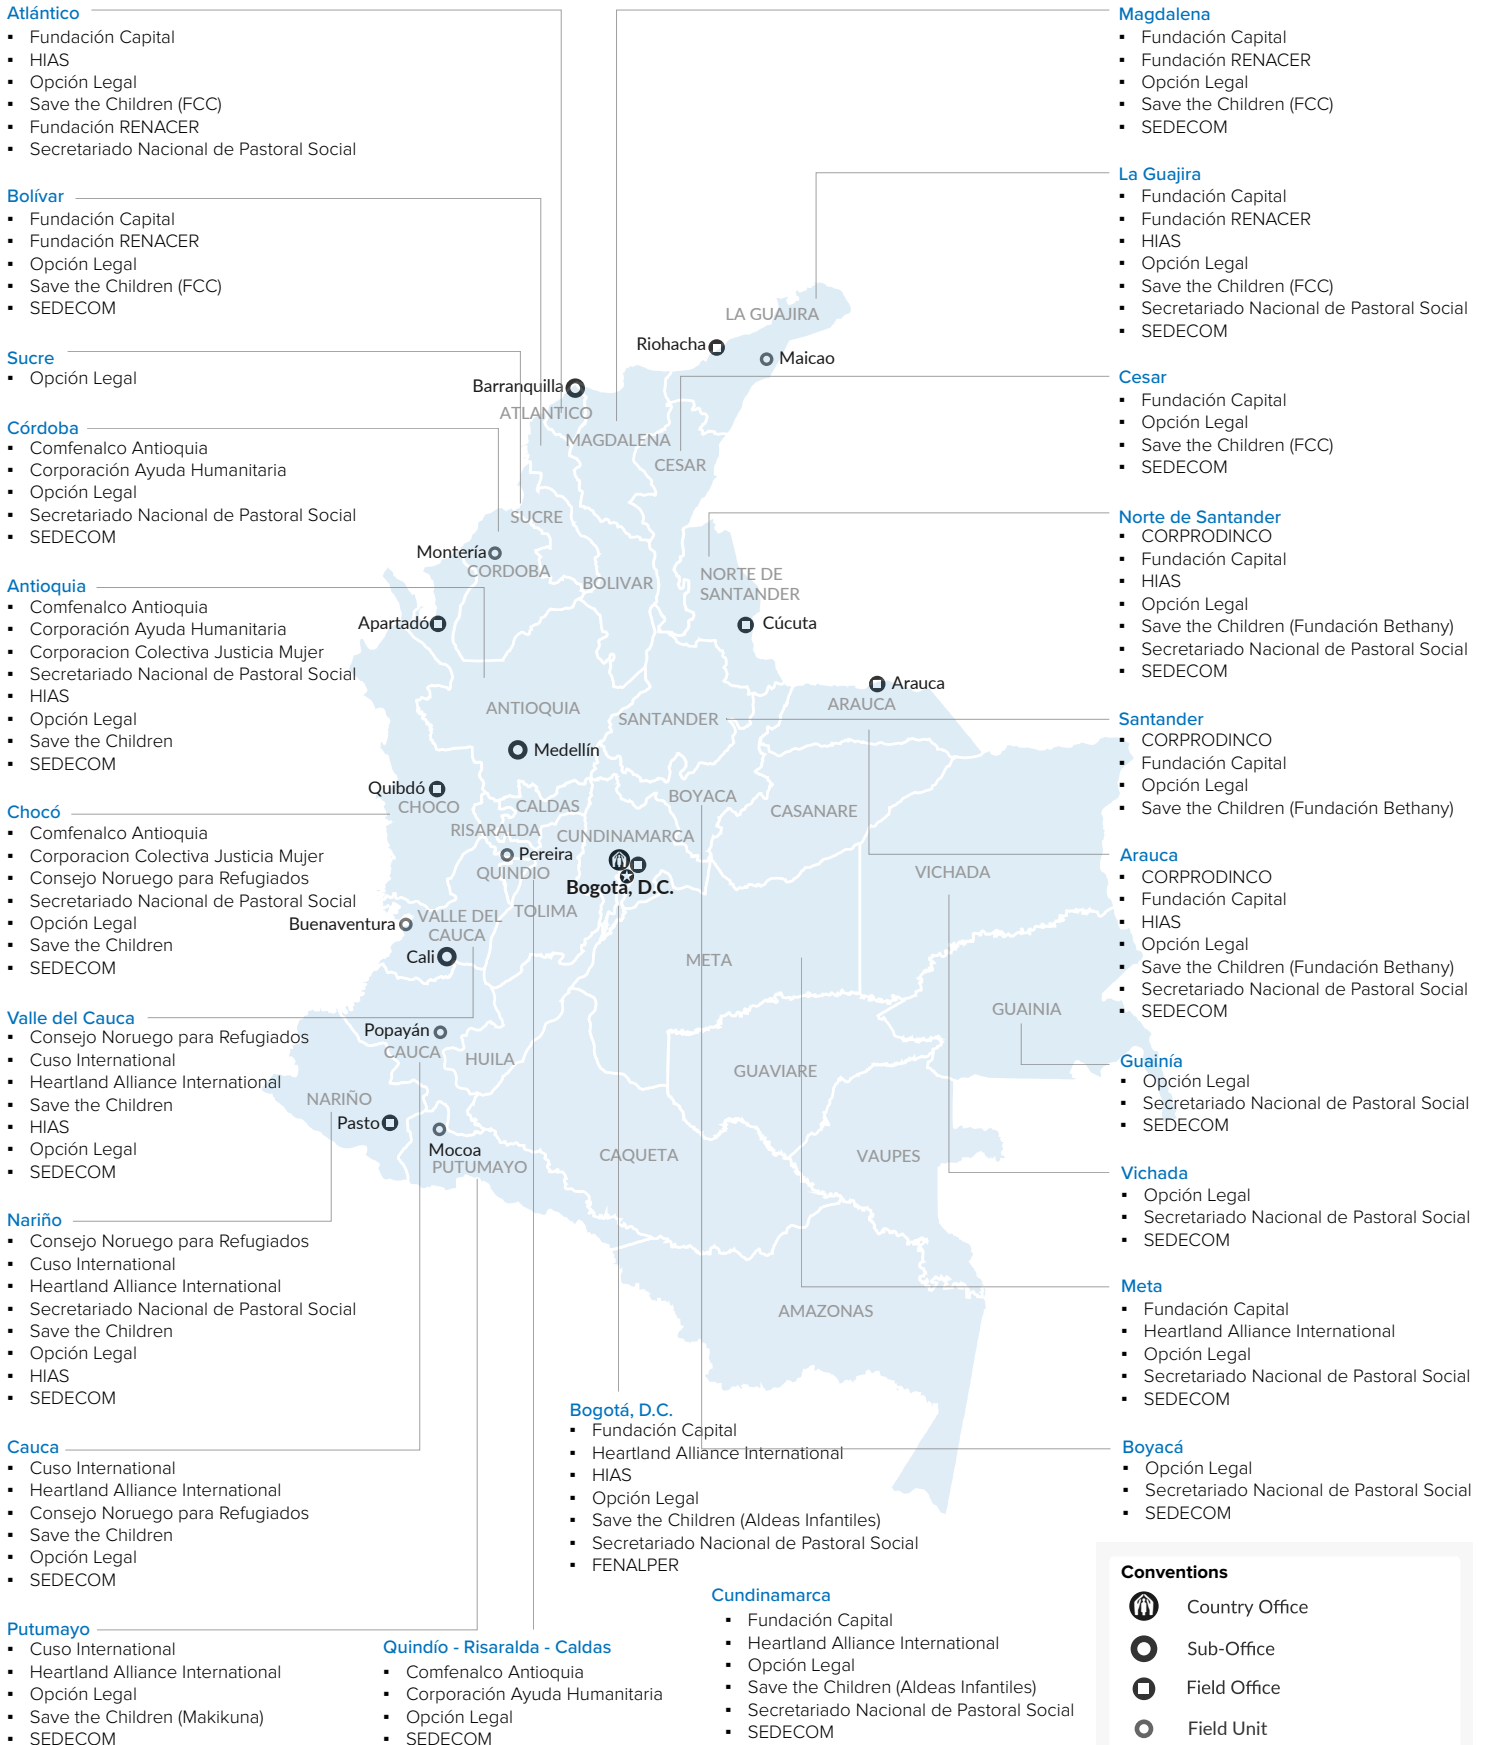 Atlántico
Fundación Capital
HIAS
Opción Legal
Save the Children (FCC)
Fundación RENACER
Secretariado Nacional de Pastoral Social
Bolívar
Fundación Capital
Fundación RENACER
Opción Legal
Save the Children (FCC)
SEDECOM
Sucre
Opción Legal
Córdoba
Comfenalco Antioquia
Corporación Ayuda Humanitaria
Opción Legal
Secretariado Nacional de Pastoral Social
SEDECOM
Antioquia
Comfenalco Antioquia
Corporación Ayuda Humanitaria
Corporacion Colectiva Justicia Mujer
Secretariado Nacional de Pastoral Social
HIAS
Opción Legal
Save the Children
SEDECOM
Chocó
Comfenalco Antioquia
Corporacion Colectiva Justicia Mujer
Consejo Noruego para Refugiados
Secretariado Nacional de Pastoral Social
Opción Legal
Save the Children
SEDECOM
Valle del Cauca
Consejo Noruego para Refugiados
Cuso International
Heartland Alliance International
Save the Children
HIAS
Opción Legal
SEDECOM
Nariño
Consejo Noruego para Refugiados
Cuso International
Heartland Alliance International
Secretariado Nacional de Pastoral Social
Save the Children
Opción Legal
HIAS
SEDECOM
Cauca
Cuso International
Heartland Alliance International
Consejo Noruego para Refugiados
Save the Children
Opción Legal
SEDECOM
Putumayo
Cuso International
Heartland Alliance International
Opción Legal
Save the Children (Makikuna)
SEDECOM
LA GUAJIRA
Riohacha
Maicao
Barranquilla
ATLANTICO
MAGDALENA
CESAR
SUCRE
Montería
CORDOBA
BOLIVAR
NORTE DE
SANTANDER
Apartadó
Cúcuta
Arauca
ARAUCA
ANTIOQUIA
SANTANDER
Medellín
Quibdó
CHOCO
CALDAS
BOYACA
CASANARE
RISARALDA
CUNDINAMARCA
Pereira
QUINDIO
Bogotá, D.C.
VICHADA
TOLIMA
Buenaventura
VALLE DEL
CAUCA
Cali
META
GUAINIA
Popayán
CAUCA
HUILA
GUAVIARE
NARIÑO
Pasto
Mocoa
PUTUMAYO
CAQUETA
VAUPES
AMAZONAS
Bogotá, D.C.
Fundación Capital
Heartland Alliance International
HIAS
Opción Legal
Save the Children (Aldeas Infantiles)
Secretariado Nacional de Pastoral Social
FENALPER
Quindío - Risaralda - Caldas
Comfenalco Antioquia
Corporación Ayuda Humanitaria
Opción Legal
SEDECOM
Cundinamarca
Fundación Capital
Heartland Alliance International
Opción Legal
Save the Children (Aldeas Infantiles)
Secretariado Nacional de Pastoral Social
SEDECOM
Magdalena
Fundación Capital
Fundación RENACER
Opción Legal
Save the Children (FCC)
SEDECOM
La Guajira
Fundación Capital
Fundación RENACER
HIAS
Opción Legal
Save the Children (FCC)
Secretariado Nacional de Pastoral Social
SEDECOM
Cesar
Fundación Capital
Opción Legal
Save the Children (FCC)
SEDECOM
Norte de Santander
CORPRODINCO
Fundación Capital
HIAS
Opción Legal
Save the Children (Fundación Bethany)
Secretariado Nacional de Pastoral Social
SEDECOM
Santander
CORPRODINCO
Fundación Capital
Opción Legal
Save the Children (Fundación Bethany)
Arauca
CORPRODINCO
Fundación Capital
HIAS
Opción Legal
Save the Children (Fundación Bethany)
Secretariado Nacional de Pastoral Social
SEDECOM
Guainía
Opción Legal
Secretariado Nacional de Pastoral Social
SEDECOM
Vichada
Opción Legal
Secretariado Nacional de Pastoral Social
SEDECOM
Meta
Fundación Capital
Heartland Alliance International
Opción Legal
Secretariado Nacional de Pastoral Social
SEDECOM
Boyacá
Opción Legal
Secretariado Nacional de Pastoral Social
SEDECOM
Conventions
Country Office
Sub-Office
Field Office
Field Unit